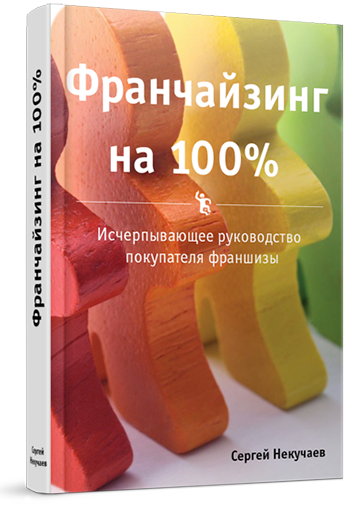 Франчайзинг
на 100%
Исчерпывающее руководство
покупателя франшизы
Сергей Некучаев
Франчайзинг на 100%
Сергей
Некучаев